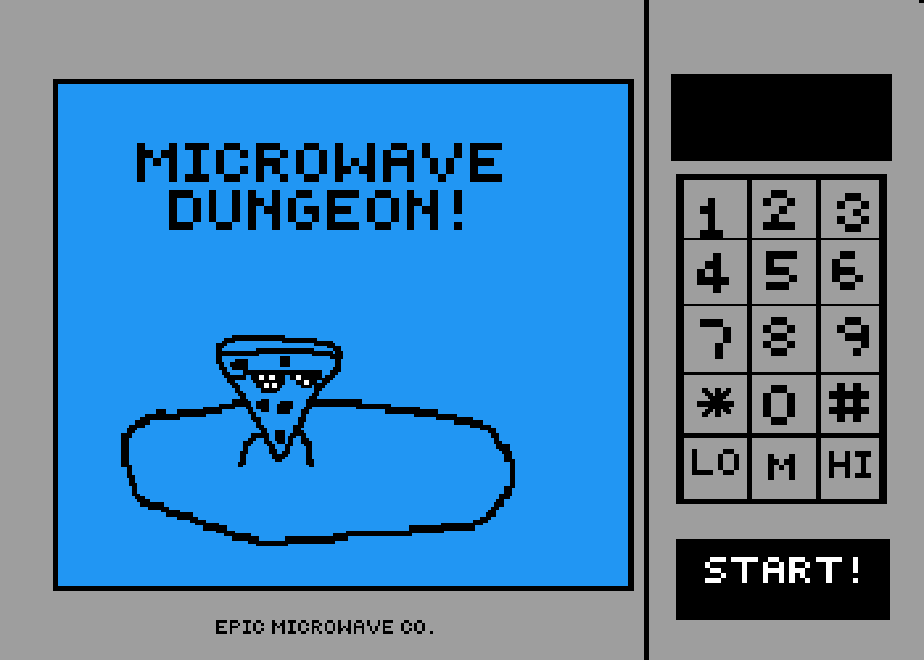 MICROWAVE
DUNGEON!
EPIC MICROWAVE CO.
1 2 3
4 5 6
7 8 9
* 0 #
LO M HI
START!